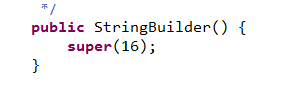 */
public StringBuilder() {
super(16);
}